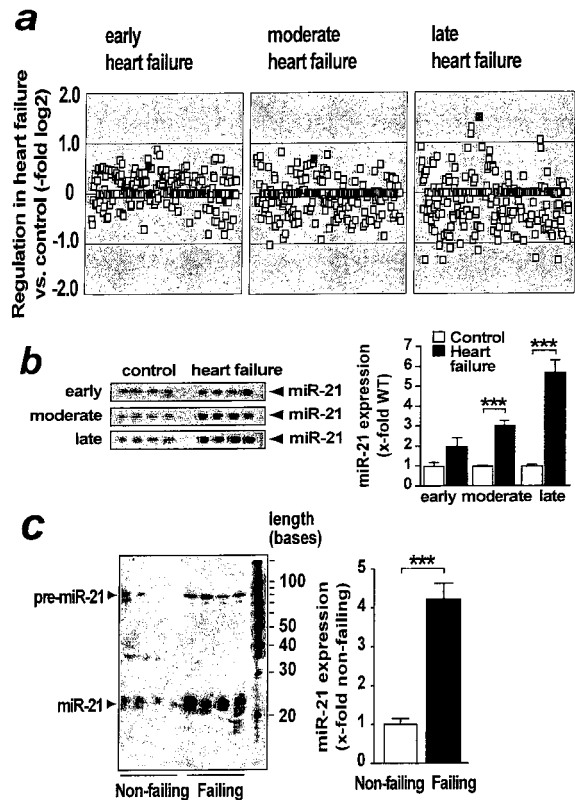 a
early
heart failure
moderate
heart failure
late
heart failure
Regulation in heart failure
vs. control (-fold log2)
2.0
1.0
0
-1.0
-2.0
b
control heart failure
early miR-21
moderate miR-21
late miR-21
miR-21 expression
(x-fold WT)
7
6
5
4
3
2
1
0
Control
Heart
failure
***
***
early moderate late
c
length
(bases)
pre-miR-21
miR-21
100
50
40
30
20
Non-failing Failing
miR-21 expression
(x-fold non-failing)
5
4
3
2
1
0
***
Non-failing Failing